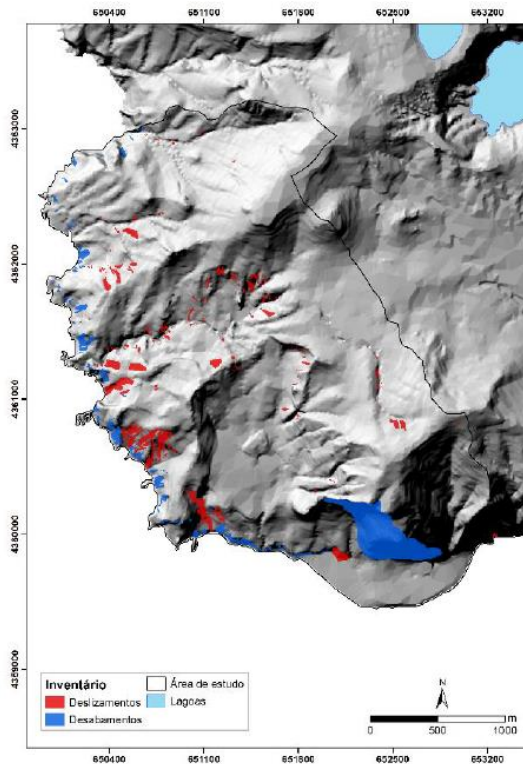 650400 651100 651800 652500 653200
4363000
4362000
4361000
4360000
4359000
Inventário
Deslizamentos
Desabamentos
Área de estudo
Lagoas
N
0 500 1000 m
650400 651100 651800 652500 653200